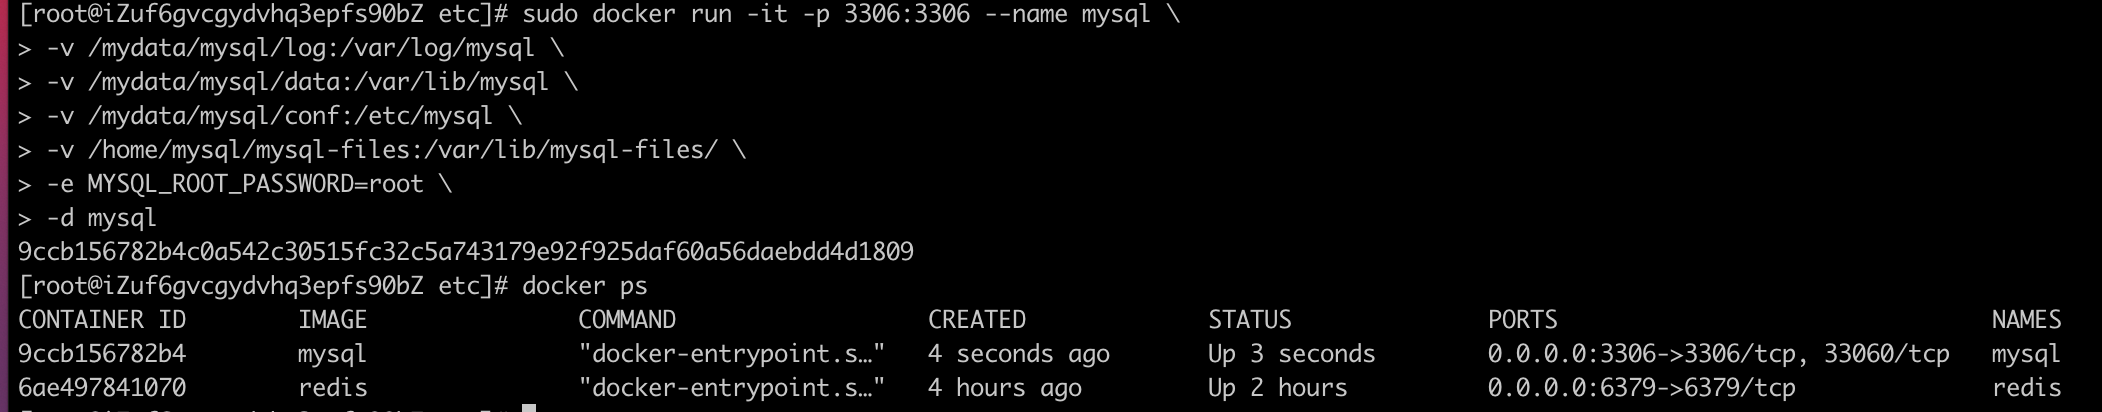 [root@iZuf6gvcgydvhq3epfs90bZ etc]# sudo docker run -it -p 3306:3306 --name mysql \
> -v /mydata/mysql/log:/var/log/mysql \
> -v /mydata/mysql/data:/var/lib/mysql \
> -v /mydata/mysql/conf:/etc/mysql \
> -v /home/mysql/mysql-files:/var/lib/mysql-files/ \
> -e MYSQL_ROOT_PASSWORD=root \
> -d mysql
9ccb156782b4c0a542c30515fc32c5a743179e92f925daf60a56daebdd4d1809
[root@iZuf6gvcgydvhq3epfs90bZ etc]# docker ps
CONTAINER ID        IMAGE               COMMAND                  CREATED             STATUS              PORTS                               NAMES
9ccb156782b4        mysql               "docker-entrypoint.s…"   4 seconds ago       Up 3 seconds        0.0.0.0:3306->3306/tcp, 33060/tcp   mysql
6ae497841070        redis               "docker-entrypoint.s…"   4 hours ago         Up 2 hours          0.0.0.0:6379->6379/tcp              redis